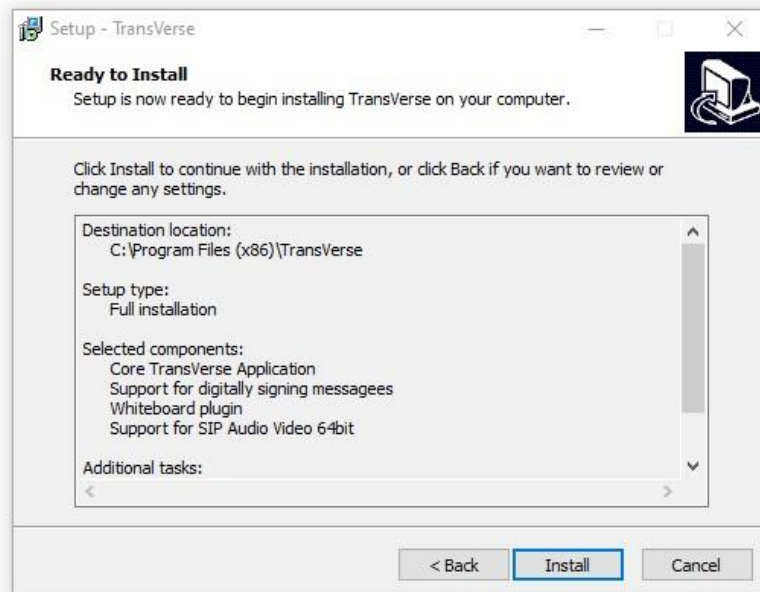 Setup - TransVerse
Ready to Install
Setup is now ready to begin installing TransVerse on your computer.
Click Install to continue with the installation, or click Back if you want to review or
change any settings.
Destination location:
C:\Program Files (x86)\TransVerse
Setup type:
Full installation
Selected components:
Core TransVerse Application
Support for digitally signing messagees
Whiteboard plugin
Support for SIP Audio Video 64bit
Additional tasks:
< Back
Install
Cancel